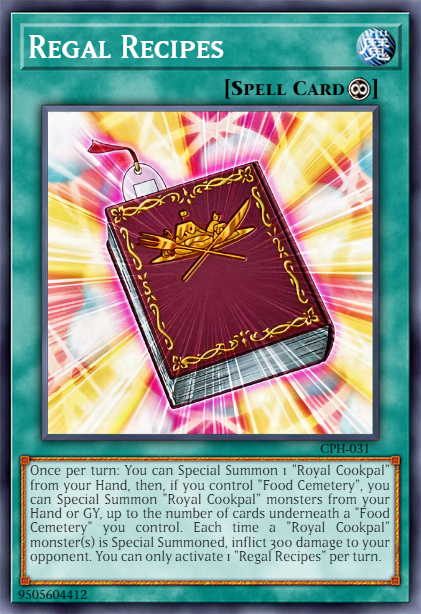 REGAL RECIPES
魔
[SPELL CARD]
CPH-031
Once per turn: You can Special Summon 1 "Royal Cookpal"
from your Hand, then, if you control "Food Cemetery", you
can Special Summon "Royal Cookpal" monsters from your
Hand or GY, up to the number of cards underneath a "Food
Cemetery" you control. Each time a "Royal Cookpal"
monster(s) is Special Summoned, inflict 300 damage to your
opponent. You can only activate 1 "Regal Recipes" per turn.
9505604412